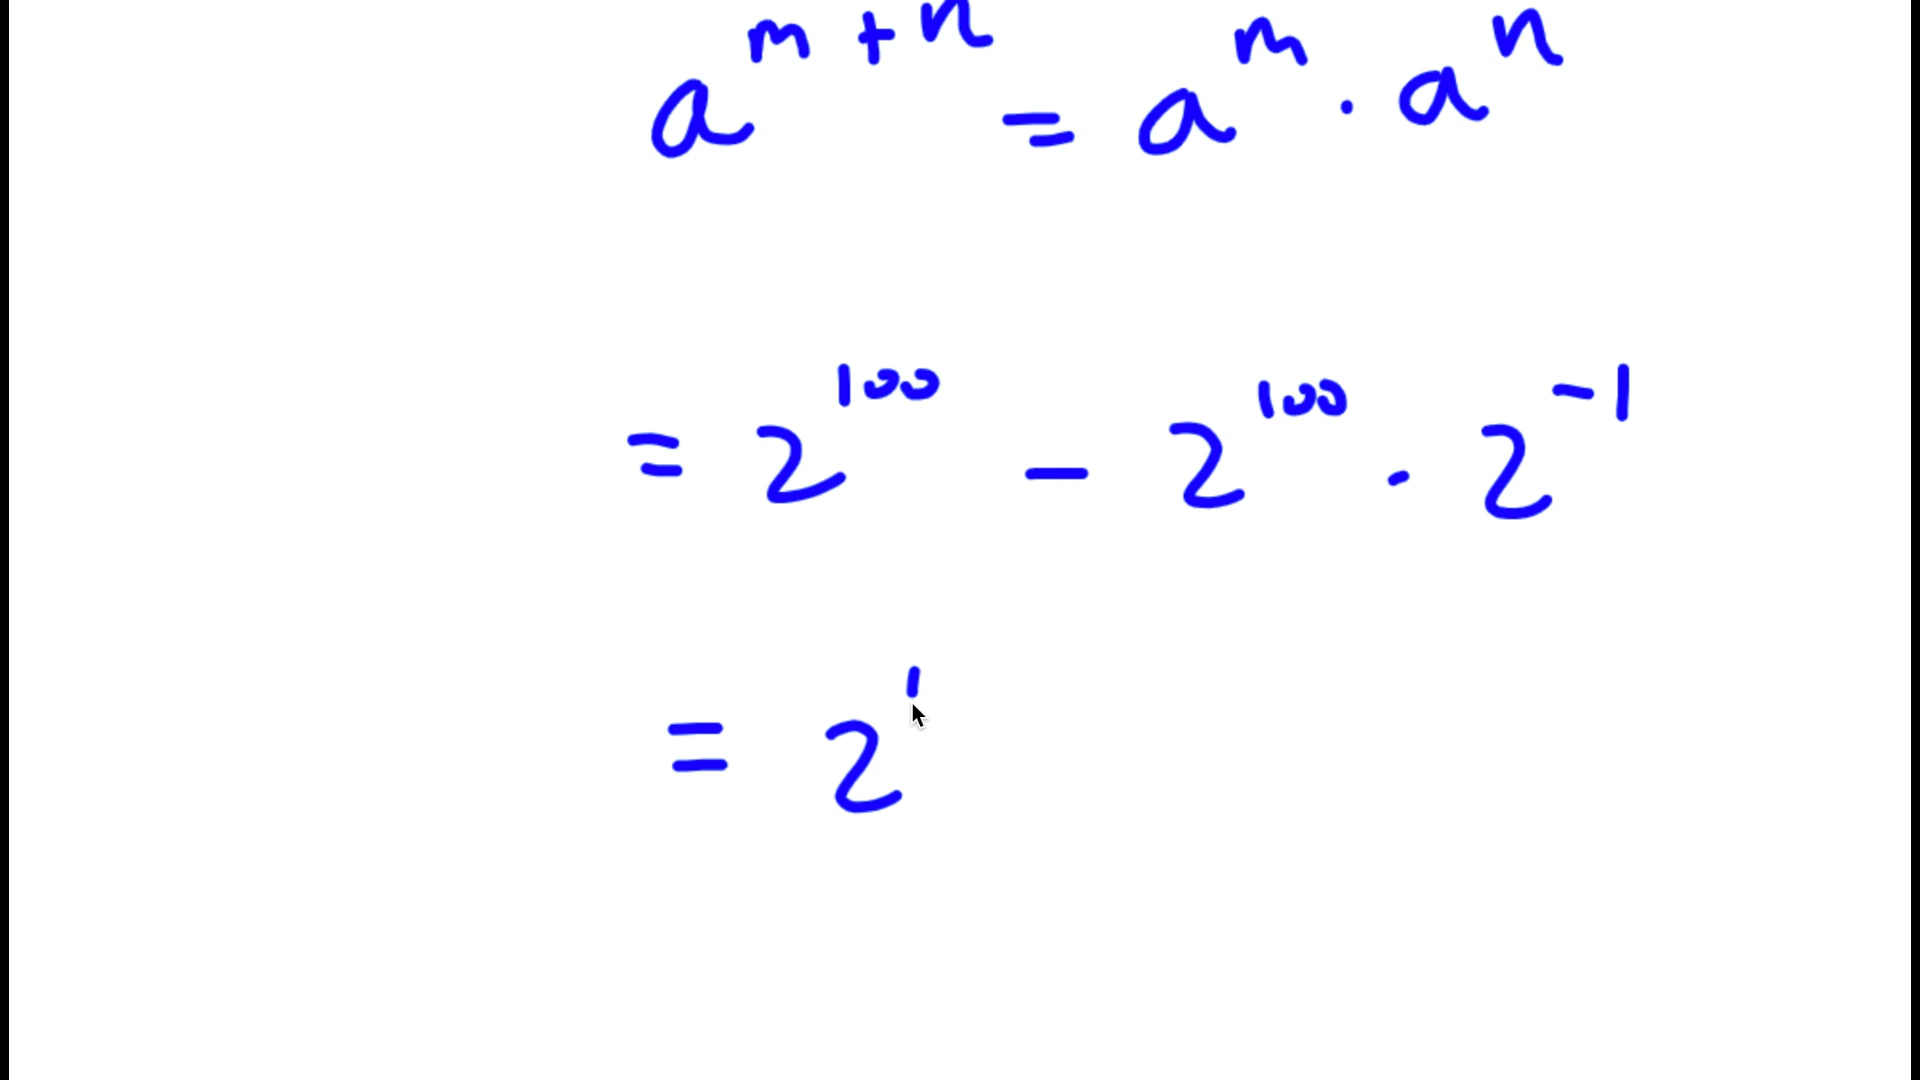 a^{m+n} = a^m · a^n
= 2^{100} - 2^{100} · 2^{-1}
= 2^1